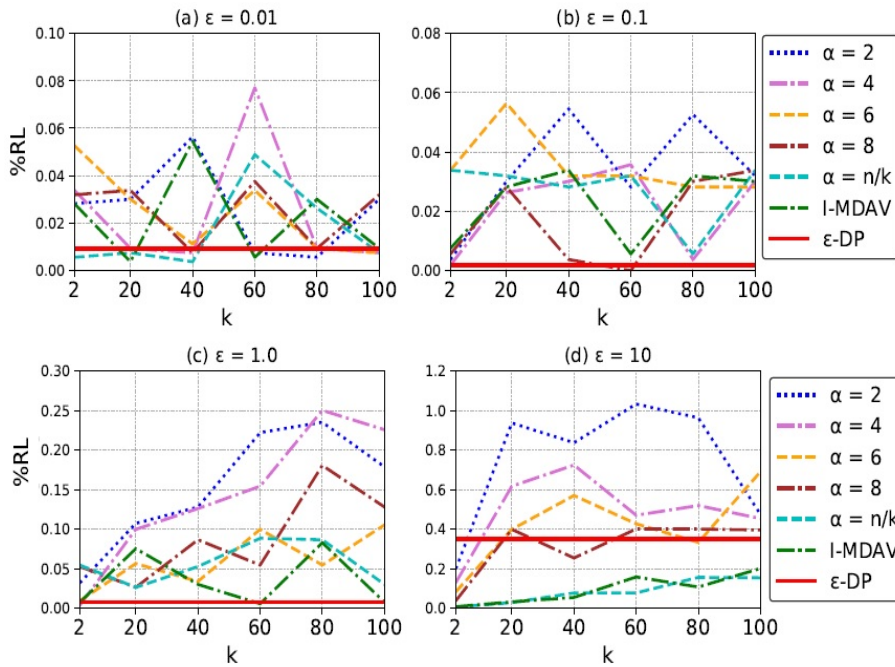 (a) ε = 0.01
(b) ε = 0.1
%RL
0.10
0.08
0.06
0.04
0.02
0.00
2 20 40 60 80 100
k
0.08
0.06
0.04
0.02
0.00
2 20 40 60 80 100
k
α = 2
α = 4
α = 6
α = 8
α = n/k
I-MDAV
ε-DP
(c) ε = 1.0
(d) ε = 10
%RL
0.30
0.25
0.20
0.15
0.10
0.05
0.00
2 20 40 60 80 100
k
1.2
1.0
0.8
0.6
0.4
0.2
0.0
2 20 40 60 80 100
k
α = 2
α = 4
α = 6
α = 8
α = n/k
I-MDAV
ε-DP